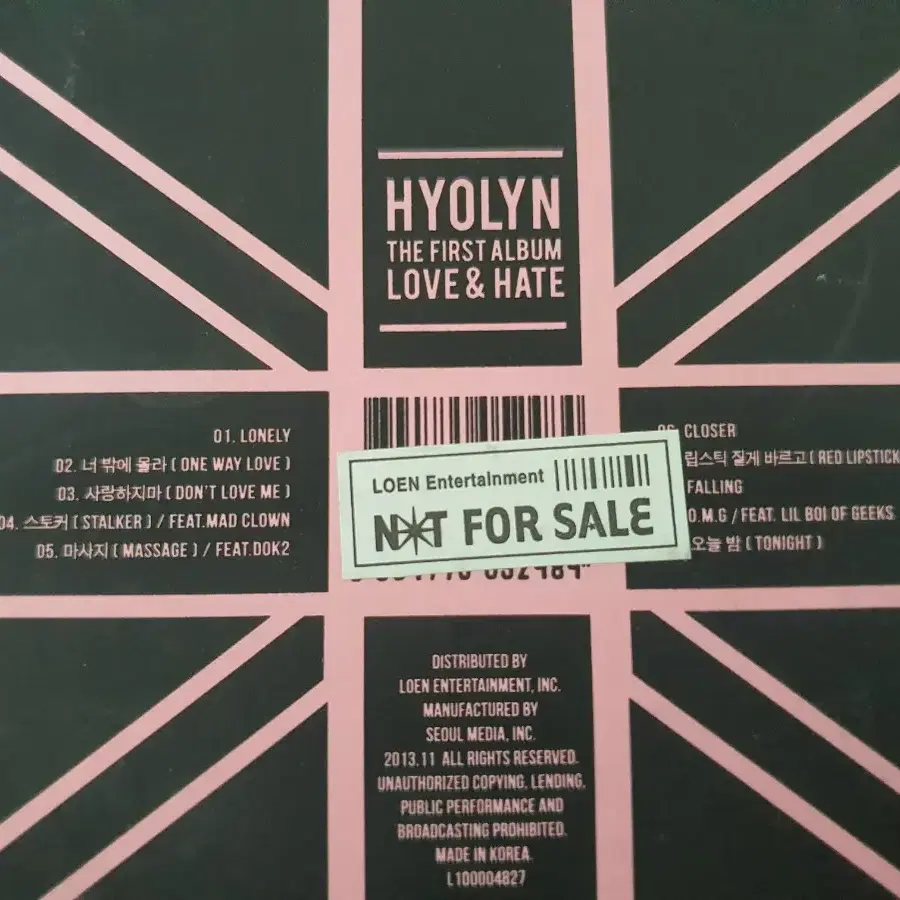 HYOLYN
THE FIRST ALBUM
LOVE & HATE
01. LONELY
02. 너 밖에 몰라 ( ONE WAY LOVE )
03. 사랑하지마 ( DON'T LOVE ME )
04. 스토커 ( STALKER ) / FEAT.MAD CLOWN
05. 마사지 ( MASSAGE ) / FEAT.DOK2
LOEN Entertainment
NOT FOR SALE
CLOSER
립스틱 짙게 바르고 ( RED LIPSTICK
FALLING
O.M.G / FEAT. LIL BOI OF GEEKS
오늘 밤 ( TONIGHT )
DISTRIBUTED BY
LOEN ENTERTAINMENT, INC.
MANUFACTURED BY
SEOUL MEDIA, INC.
2013.11 ALL RIGHTS RESERVED.
UNAUTHORIZED COPYING, LENDING,
PUBLIC PERFORMANCE AND
BROADCASTING PROHIBITED.
MADE IN KOREA.
L100004827